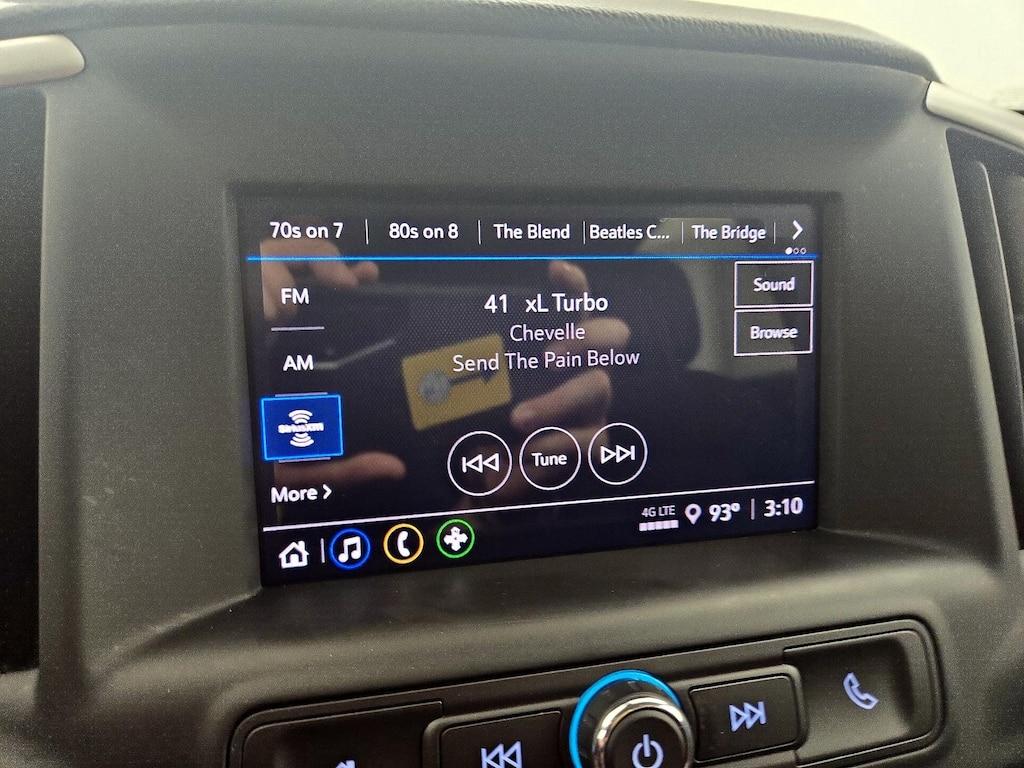 70s on 7
80s on 8
The Blend
Beatles C...
The Bridge
FM
AM
SiriusXM
More
41 xL Turbo
Chevelle
Send The Pain Below
Sound
Browse
Tune
4G LTE
93°
3:10